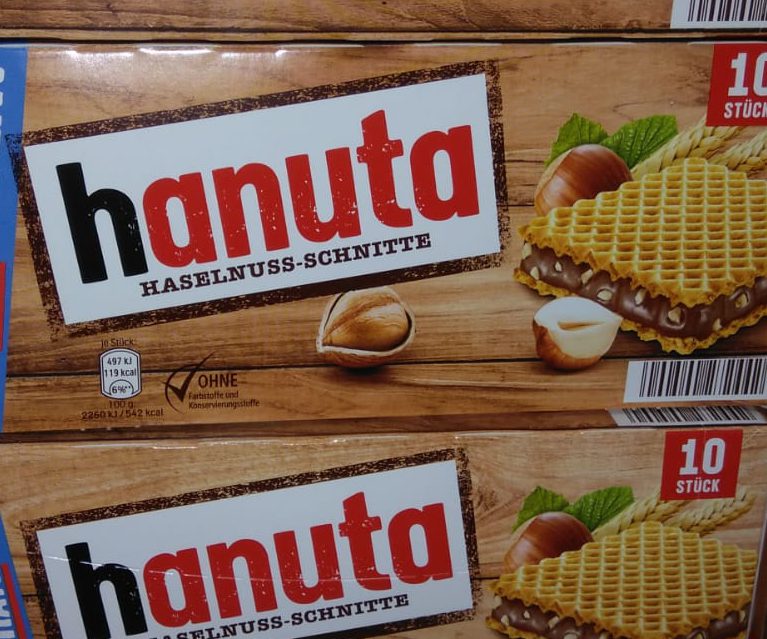 hanuta
HASELNUSS-SCHNITTE
10
STÜCK
10 Stück:
497 kJ
119 kcal
6%**
100 g:
2260 kJ/542 kcal
OHNE
Farbstoffe und
Konservierungsstoffe
10
STÜCK
hanuta
HASELNUSS-SCHNITTE